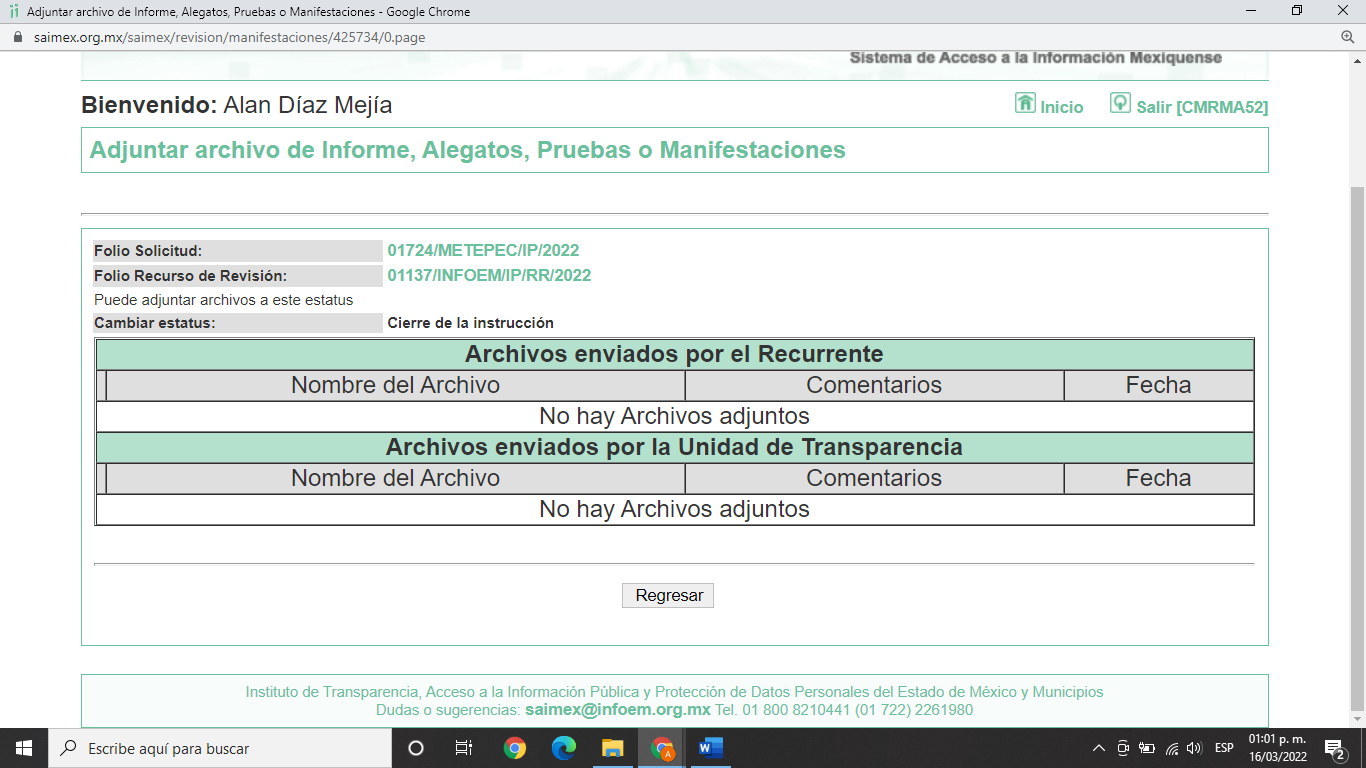 Adjuntar archivo de Informe, Alegatos, Pruebas o Manifestaciones - Google Chrome
saimex.org.mx/saimex/revision/manifestaciones/425734/0.page
Sistema de Acceso a la Información Mexiquense
Bienvenido: Alan Díaz Mejía
Inicio
Salir [CMRMA52]
Adjuntar archivo de Informe, Alegatos, Pruebas o Manifestaciones
Folio Solicitud: 01724/METEPEC/IP/2022
Folio Recurso de Revisión: 01137/INFOEM/IP/RR/2022
Puede adjuntar archivos a este estatus
Cambiar estatus: Cierre de la instrucción
Archivos enviados por el Recurrente
Nombre del Archivo Comentarios Fecha
No hay Archivos adjuntos
Archivos enviados por la Unidad de Transparencia
Nombre del Archivo Comentarios Fecha
No hay Archivos adjuntos
Regresar
Instituto de Transparencia, Acceso a la Información Pública y Protección de Datos Personales del Estado de México y Municipios
Dudas o sugerencias: saimex@infoem.org.mx Tel. 01 800 8210441 (01 722) 2261980
Escribe aquí para buscar
A
W
ESP
01:01 p. m.
16/03/2022
2